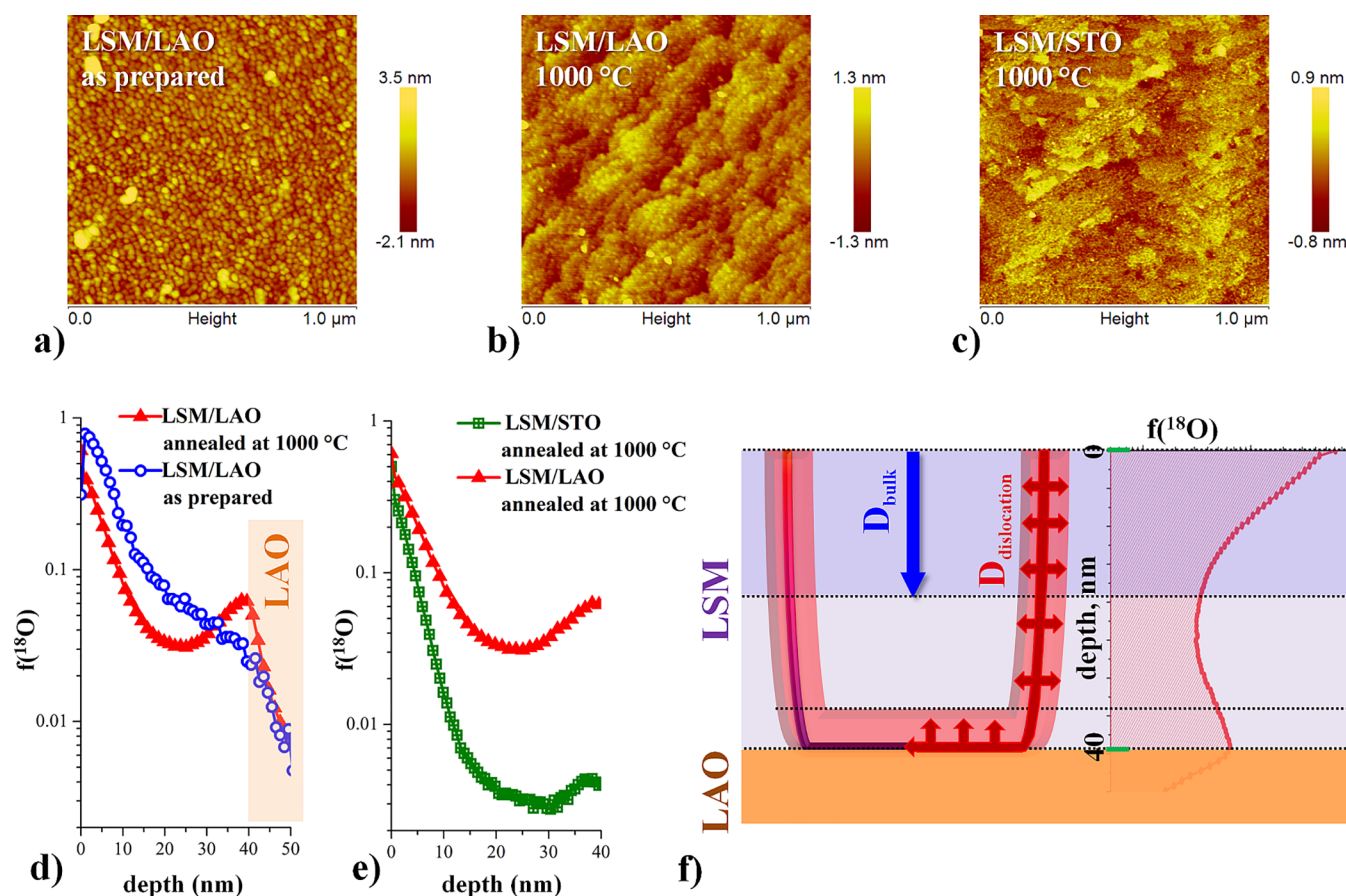 LSM/LAO
as prepared
3.5 nm
-2.1 nm
0.0 Height 1.0 µm
a)
LSM/LAO
1000 °C
1.3 nm
-1.3 nm
0.0 Height 1.0 µm
b)
LSM/STO
1000 °C
0.9 nm
-0.8 nm
0.0 Height 1.0 µm
c)
LSM/LAO
annealed at 1000 °C
LSM/LAO
as prepared
LAO
f(¹⁸O)
1
0.1
0.01
0 10 20 30 40 50
depth (nm)
d)
LSM/STO
annealed at 1000 °C
LSM/LAO
annealed at 1000 °C
f(¹⁸O)
1
0.1
0.01
0 10 20 30 40
depth (nm)
e)
f(¹⁸O)
0
depth, nm
40
D bulk
D dislocation
LSM
LAO
f)